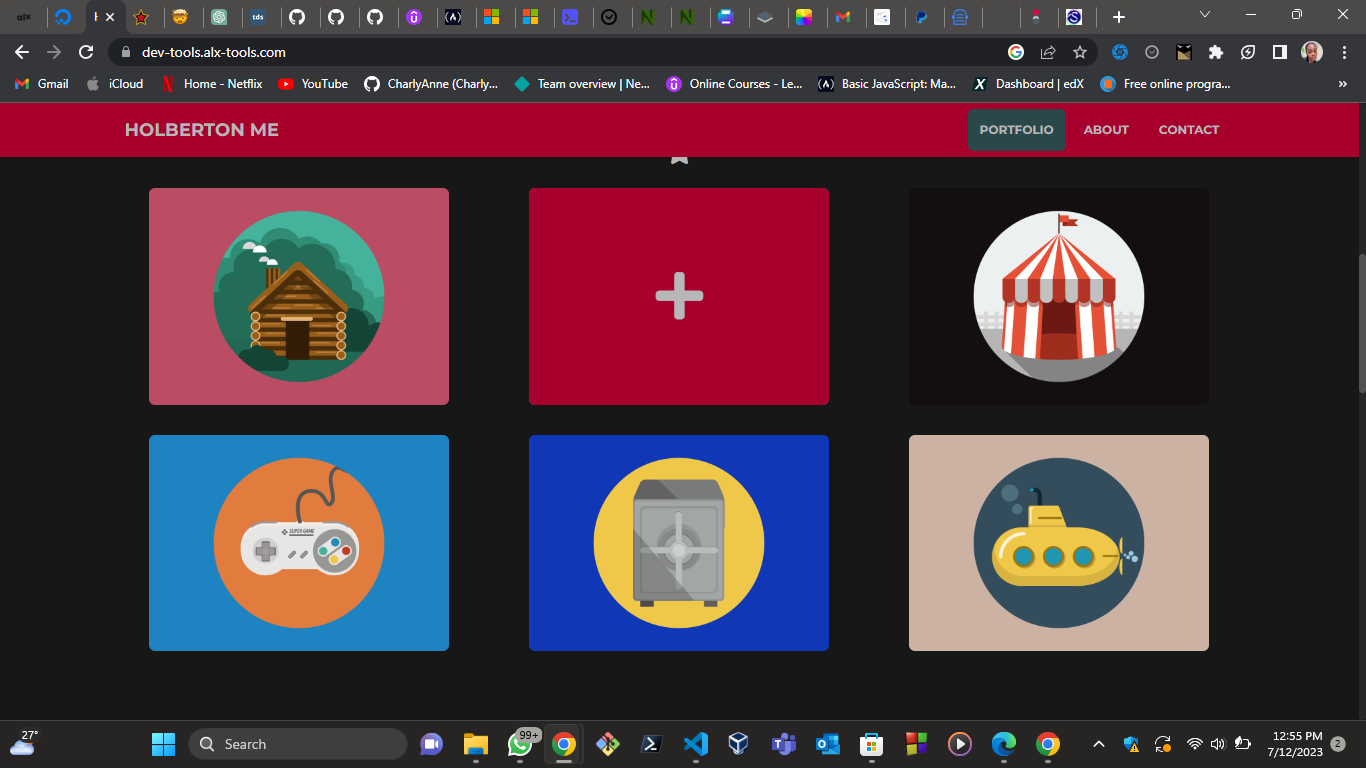 alx
tds
dev-tools.alx-tools.com
Gmail
iCloud
Home - Netflix
YouTube
CharlyAnne (Charly...
Team overview | Ne...
Online Courses - Le...
Basic JavaScript: Ma...
Dashboard | edX
Free online progra...
HOLBERTON ME
PORTFOLIO
ABOUT
CONTACT
SUPER GAME
27°
Search
99+
12:55 PM
7/12/2023
2